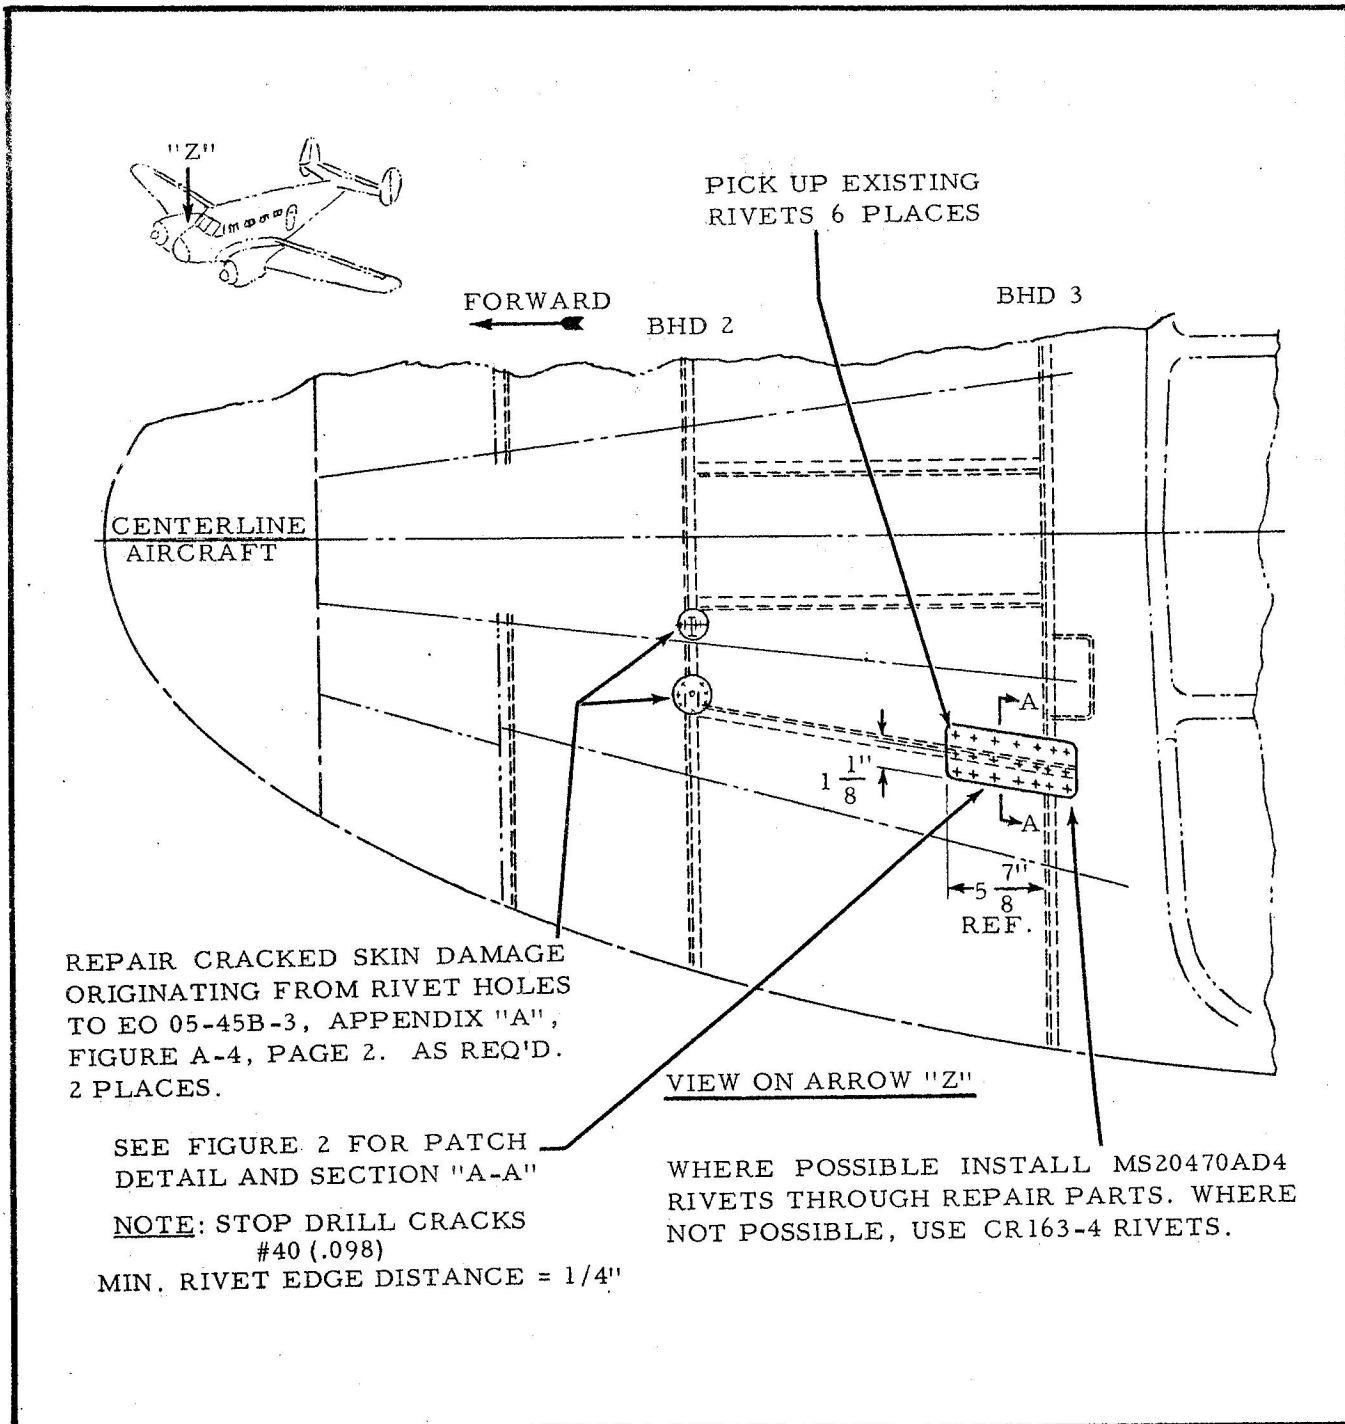 "Z"
PICK UP EXISTING
RIVETS 6 PLACES
FORWARD
BHD 2
BHD 3
CENTERLINE
AIRCRAFT
A
1 1/8"
A
5 7/8"
REF.
REPAIR CRACKED SKIN DAMAGE
ORIGINATING FROM RIVET HOLES
TO EO 05-45B-3, APPENDIX "A",
FIGURE A-4, PAGE 2. AS REQ'D.
2 PLACES.
VIEW ON ARROW "Z"
SEE FIGURE 2 FOR PATCH
DETAIL AND SECTION "A-A"
NOTE: STOP DRILL CRACKS
#40 (.098)
MIN. RIVET EDGE DISTANCE = 1/4"
WHERE POSSIBLE INSTALL MS20470AD4
RIVETS THROUGH REPAIR PARTS. WHERE
NOT POSSIBLE, USE CR163-4 RIVETS.